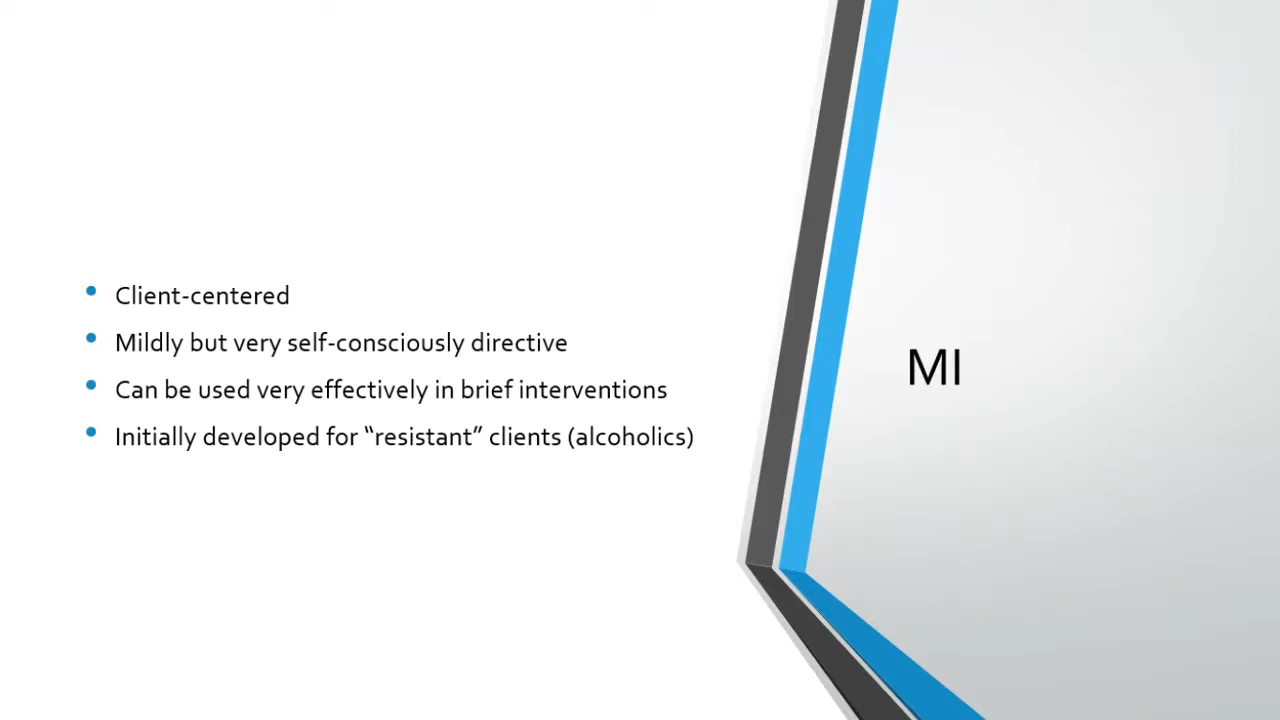 Client-centered
Mildly but very self-consciously directive
Can be used very effectively in brief interventions
Initially developed for “resistant” clients (alcoholics)
MI